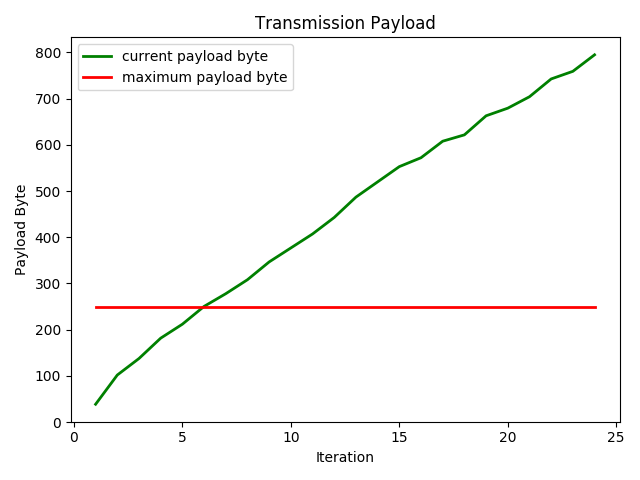 Transmission Payload
current payload byte
maximum payload byte
800
700
600
500
400
300
200
100
0
Payload Byte
0 5 10 15 20 25
Iteration